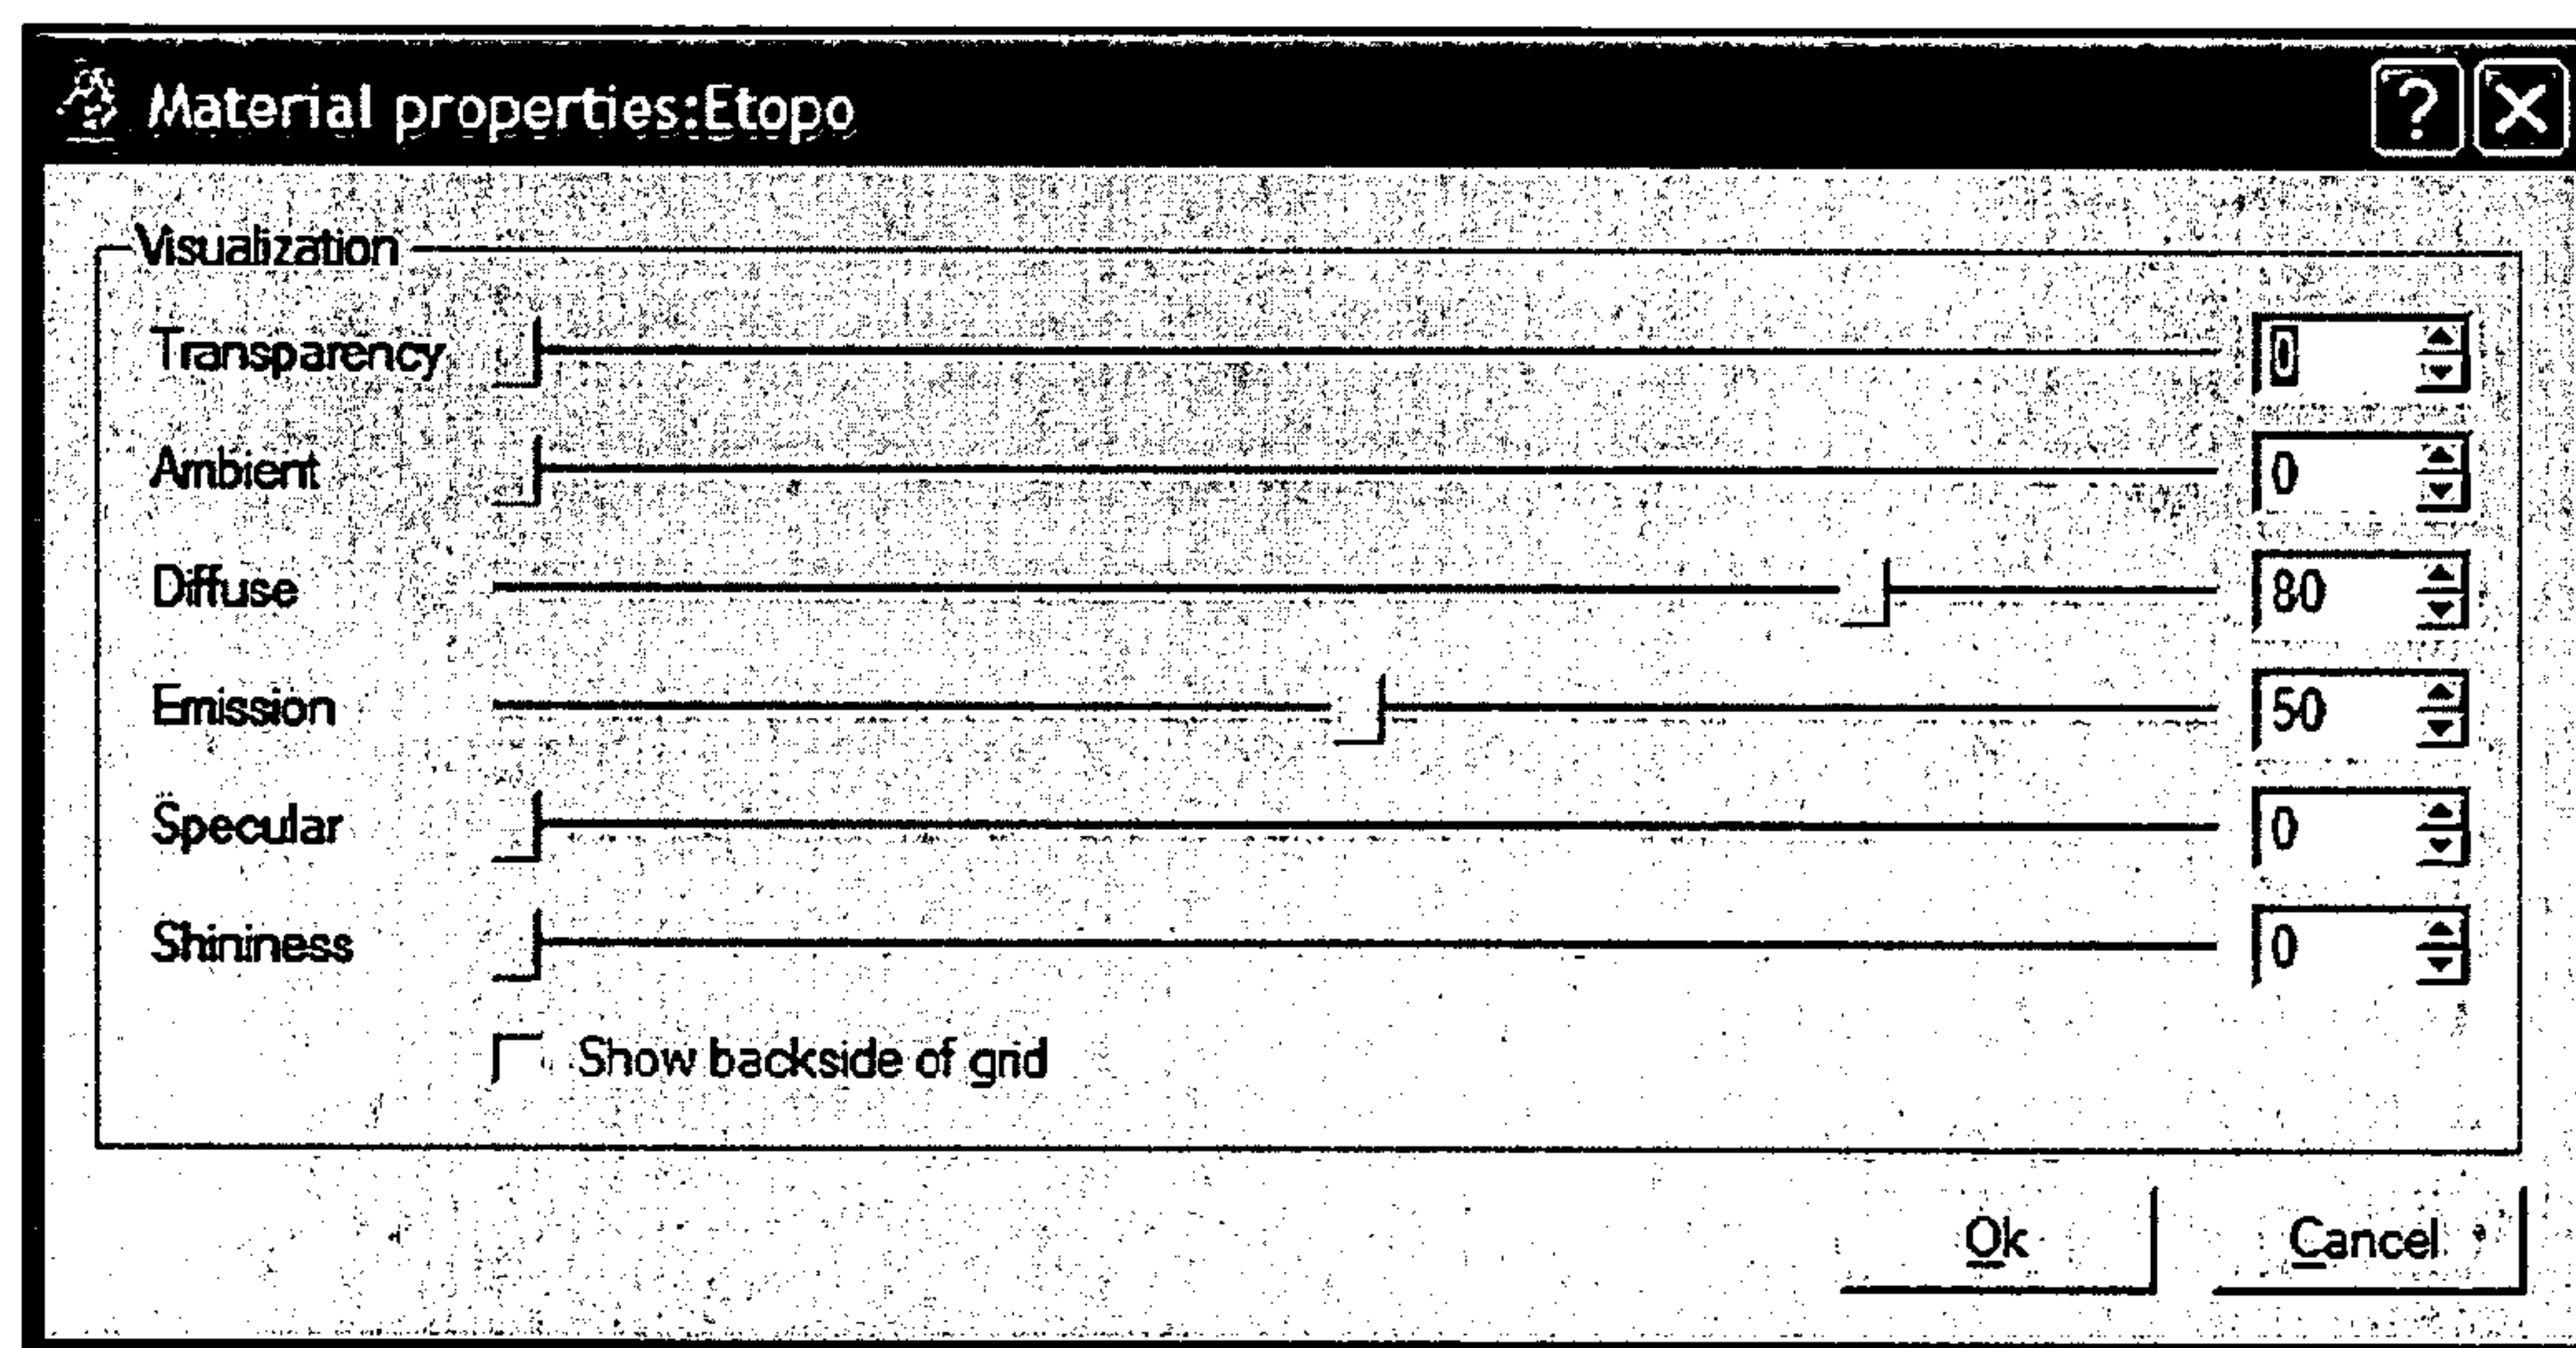 Material properties:Etopo
Visualization
Transparency 0
Ambient 0
Diffuse 80
Emission 50
Specular 0
Shininess 0
Show backside of grid
Ok Cancel